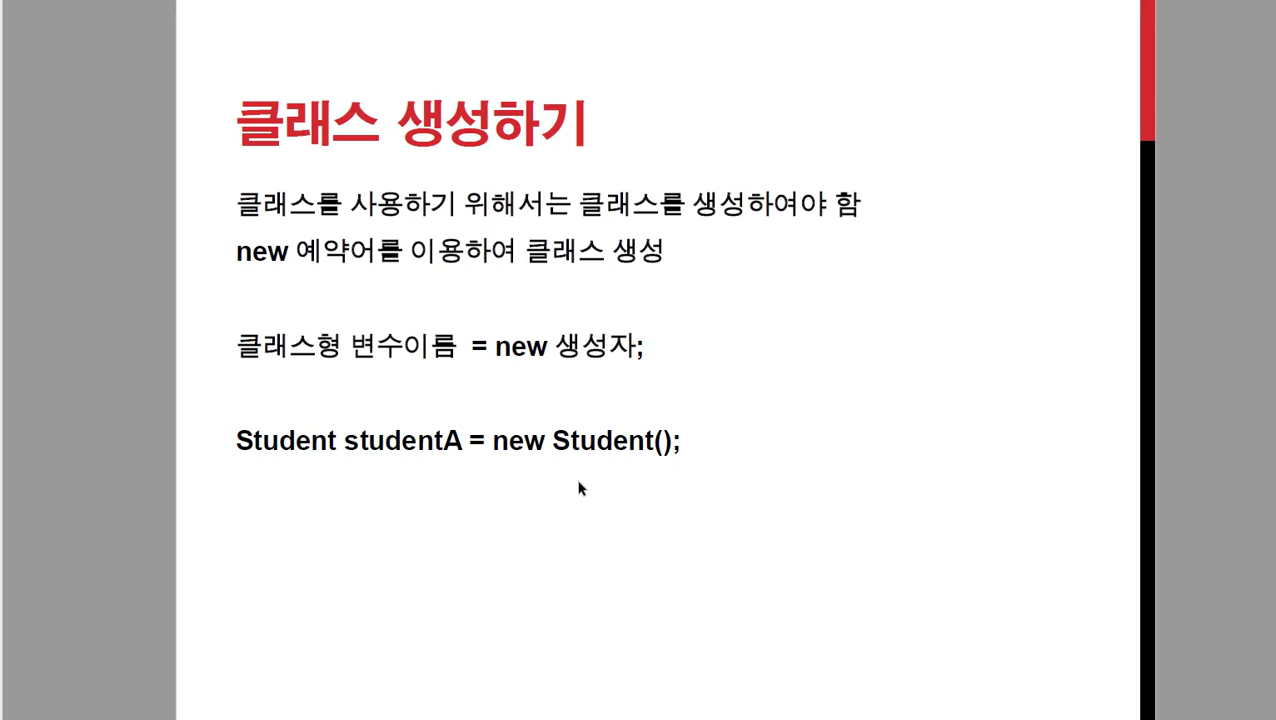 클래스 생성하기
클래스를 사용하기 위해서는 클래스를 생성하여야 함
new 예약어를 이용하여 클래스 생성
클래스형 변수이름 = new 생성자;
Student studentA = new Student();